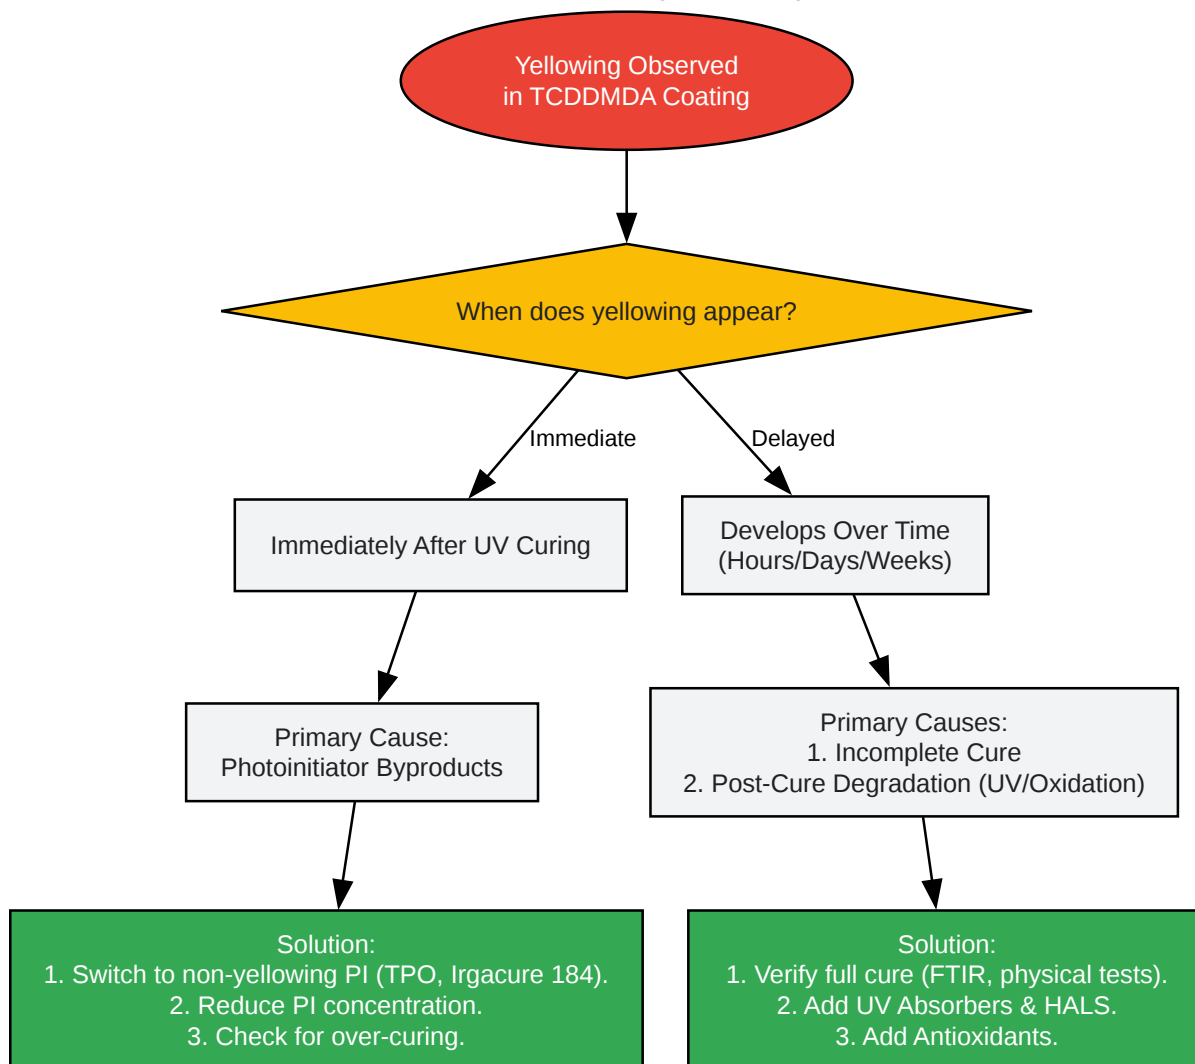 Yellowing Observed
in TCDDMDA Coating
When does yellowing appear?
Immediate
Delayed
Immediately After UV Curing
Develops Over Time
(Hours/Days/Weeks)
Primary Cause:
Photoinitiator Byproducts
Primary Causes:
1. Incomplete Cure
2. Post-Cure Degradation (UV/Oxidation)
Solution:
1. Switch to non-yellowing PI (TPO, Irgacure 184).
2. Reduce PI concentration.
3. Check for over-curing.
Solution:
1. Verify full cure (FTIR, physical tests).
2. Add UV Absorbers & HALS.
3. Add Antioxidants.